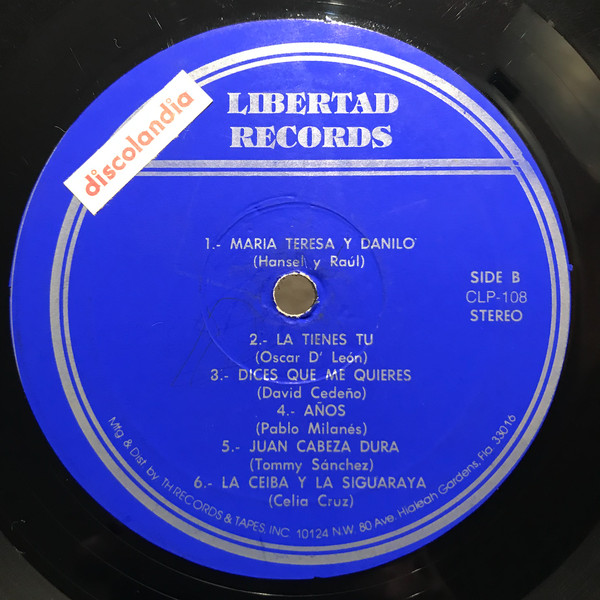 discolandia
LIBERTAD
RECORDS
1.- MARIA TERESA Y DANILO
(Hansel y Raúl)
SIDE B
CLP-108
STEREO
2.- LA TIENES TU
(Oscar D' León)
3.- DICES QUE ME QUIERES
(David Cedeño)
4.- AÑOS
(Pablo Milanés)
5.- JUAN CABEZA DURA
(Tommy Sánchez)
6.- LA CEIBA Y LA SIGUARAYA
(Celia Cruz)
Mfg & Dist by TH RECORDS & TAPES, INC. 10124 N.W. 80 Ave. Hialeah Gardens, Fla 33016